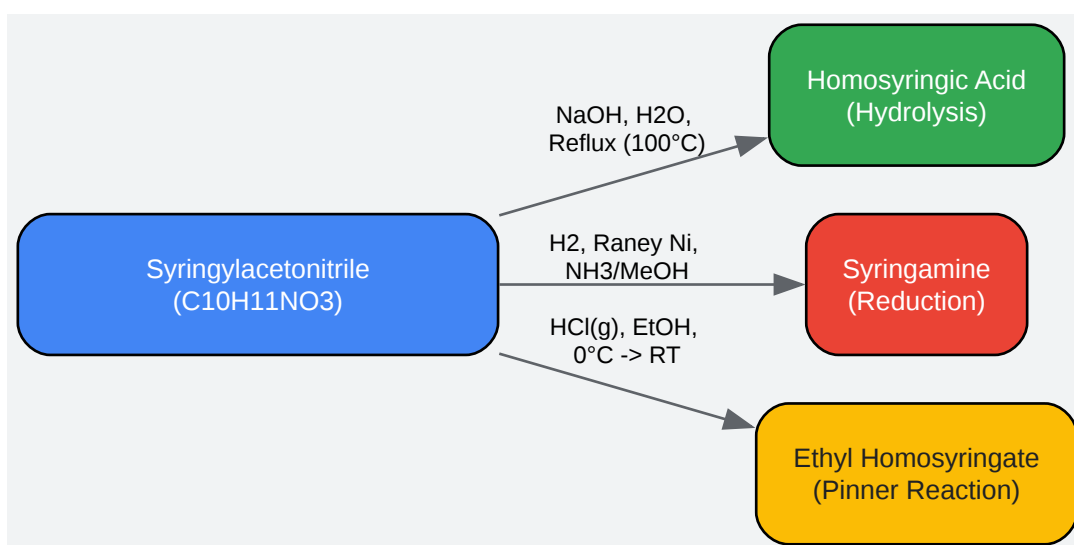 Homosyringic Acid
(Hydrolysis)
NaOH, H2O,
Reflux (100°C)
Syringylacetonitrile
(C10H11NO3)
H2, Raney Ni,
NH3/MeOH
Syringamine
(Reduction)
HCl(g), EtOH,
0°C -> RT
Ethyl Homosyringate
(Pinner Reaction)